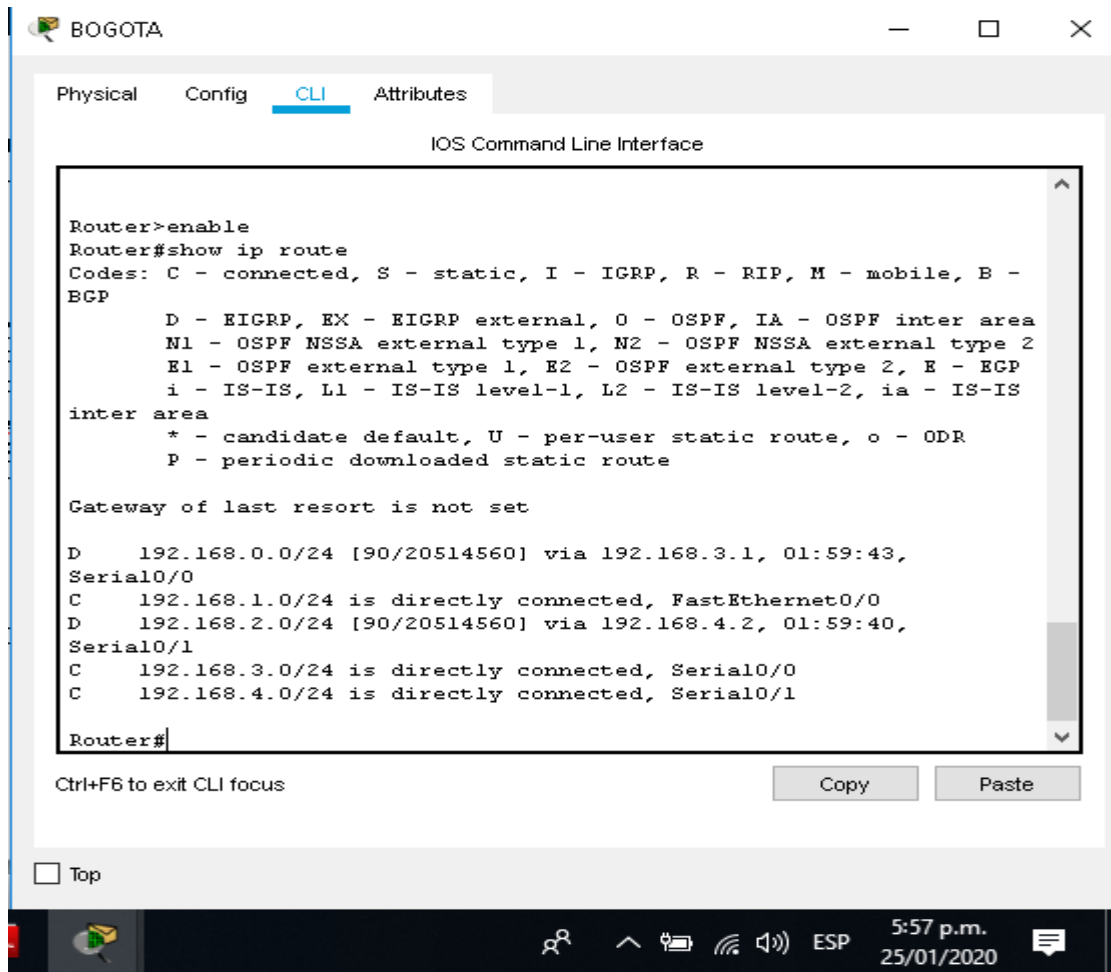 BOGOTA
Physical Config CLI Attributes
IOS Command Line Interface
Router>enable
Router#show ip route
Codes: C - connected, S - static, I - IGRP, R - RIP, M - mobile, B -
BGP
D - EIGRP, EX - EIGRP external, O - OSPF, IA - OSPF inter area
N1 - OSPF NSSA external type 1, N2 - OSPF NSSA external type 2
E1 - OSPF external type 1, E2 - OSPF external type 2, E - EGP
i - IS-IS, L1 - IS-IS level-1, L2 - IS-IS level-2, ia - IS-IS
inter area
* - candidate default, U - per-user static route, o - ODR
P - periodic downloaded static route
Gateway of last resort is not set
D 192.168.0.0/24 [90/20514560] via 192.168.3.1, 01:59:43,
Serial0/0
C 192.168.1.0/24 is directly connected, FastEthernet0/0
D 192.168.2.0/24 [90/20514560] via 192.168.4.2, 01:59:40,
Serial0/1
C 192.168.3.0/24 is directly connected, Serial0/0
C 192.168.4.0/24 is directly connected, Serial0/1
Router#
Ctrl+F6 to exit CLI focus
Copy Paste
Top
ESP
5:57 p.m.
25/01/2020